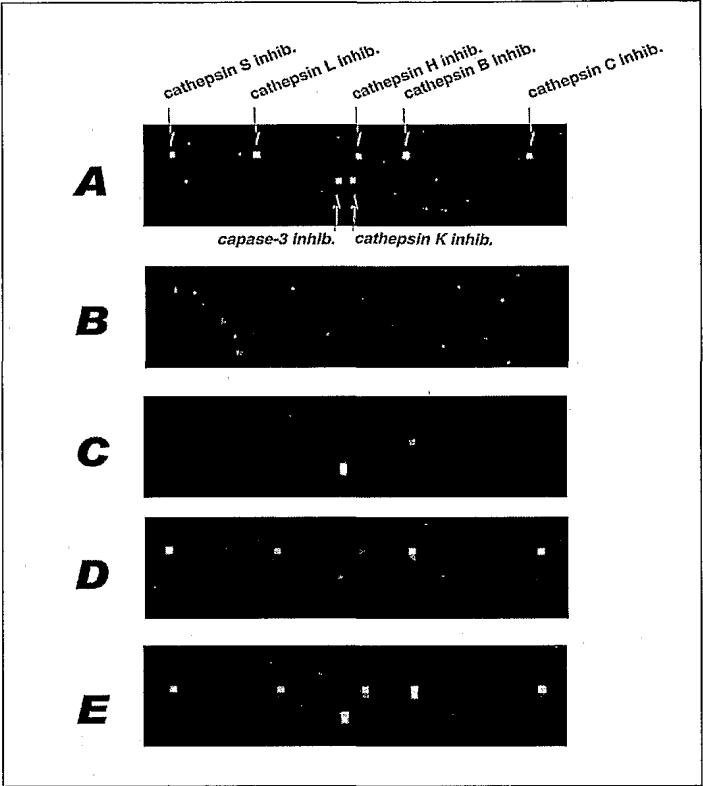 cathepsin S inhib.
cathepsin L inhib.
cathepsin H inhib.
cathepsin B inhib.
cathepsin C inhib.
A
capase-3 inhib.
cathepsin K inhib.
B
C
D
E